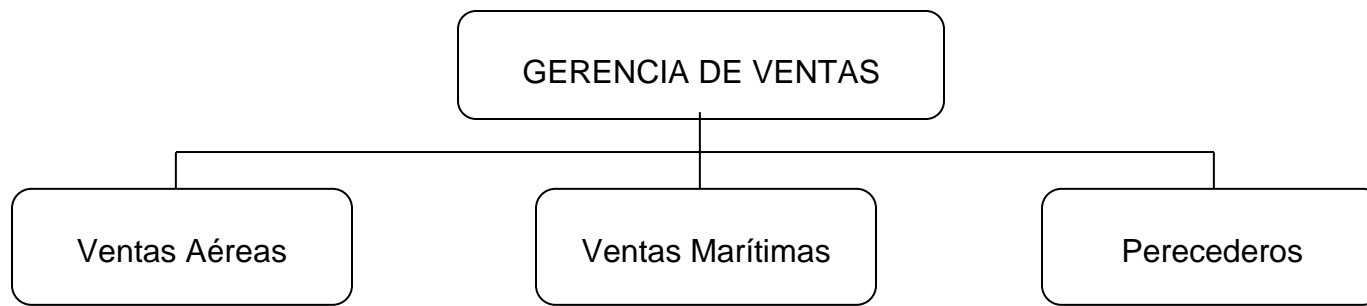 GERENCIA DE VENTAS
Ventas Aéreas
Ventas Marítimas
Perecederos